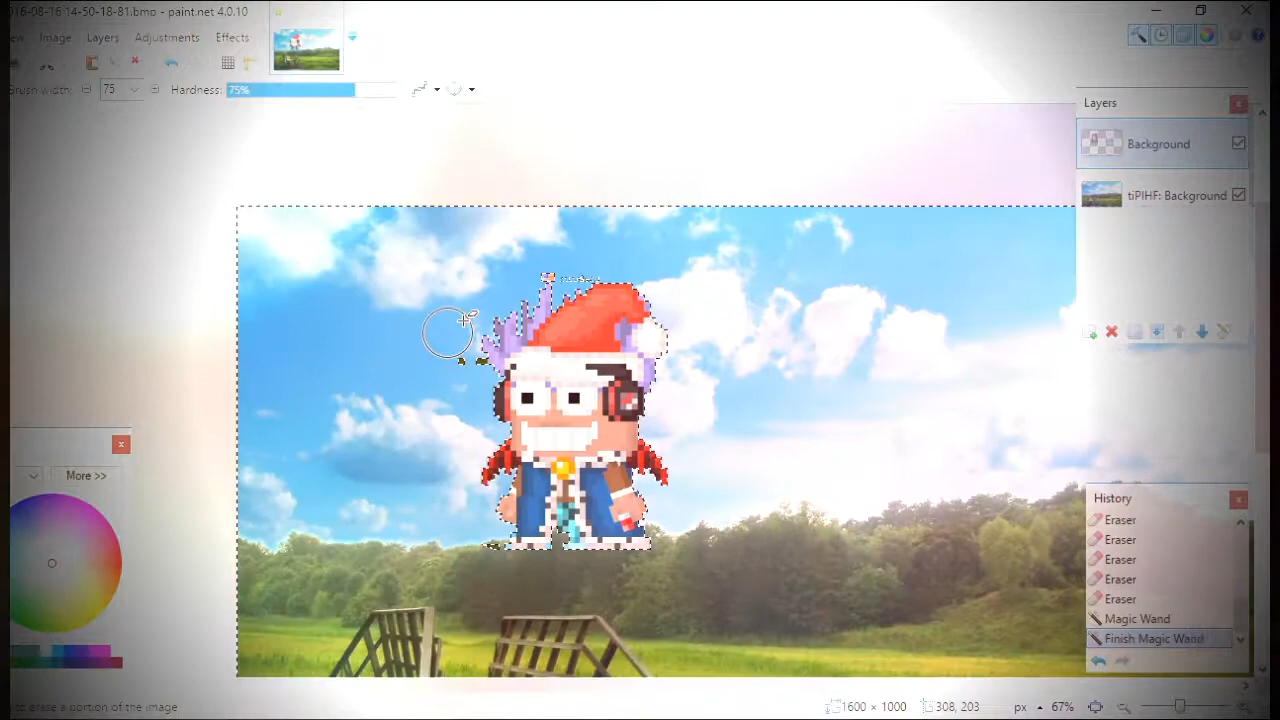 016-08-16 14-50-18-81.bmp - paint.net 4.0.10
ew Image Layers Adjustments Effects
Brush width: 75 Hardness: 75%
Layers
Background
tiPIHF: Background
More >>
History
Eraser
Eraser
Eraser
Eraser
Eraser
Magic Wand
Finish Magic Wand
to erase a portion of the image
1600 × 1000
308, 203
px
67%